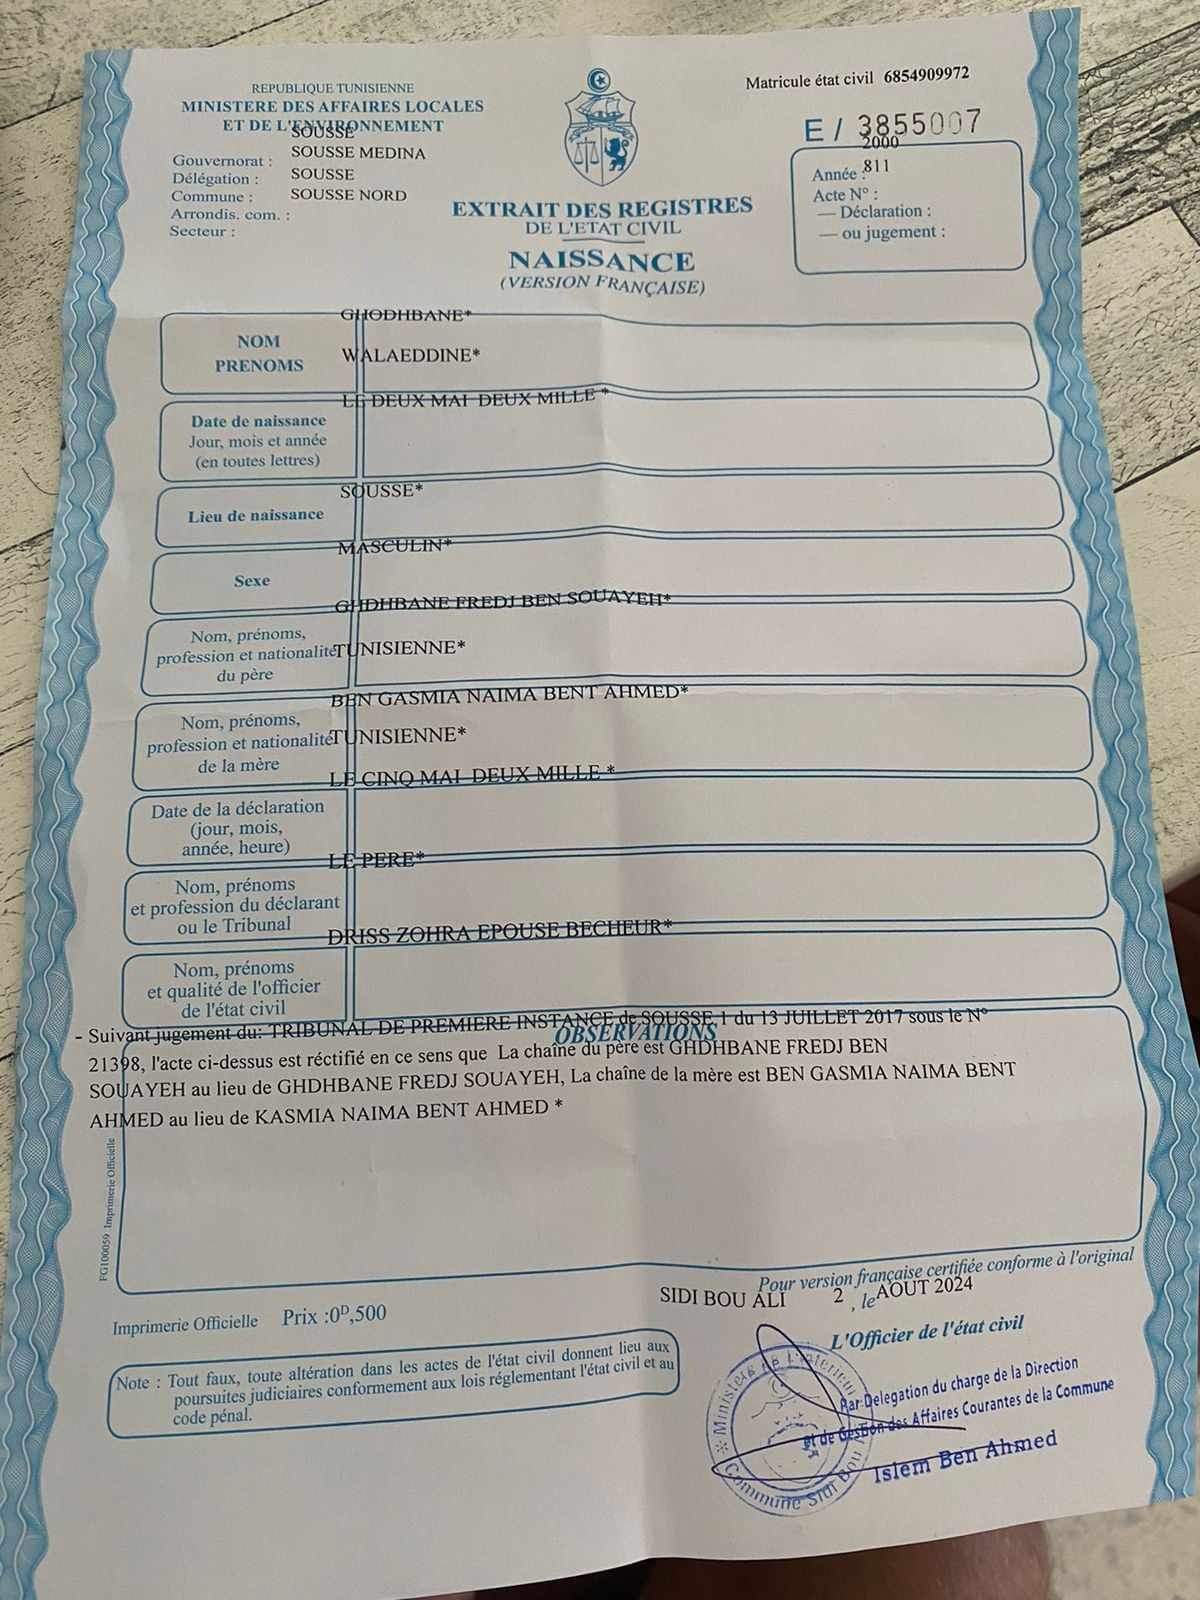 REPUBLIQUE TUNISIENNE
MINISTERE DES AFFAIRES LOCALES
ET DE L'ENVIRONNEMENT
SOUSSE
Gouvernorat : SOUSSE MEDINA
Délégation : SOUSSE
Commune : SOUSSE NORD
Arrondis. com. :
Secteur :
Matricule état civil 6854909972
E / 3855007
2000
Année : 811
Acte N° :
— Déclaration :
— ou jugement :
EXTRAIT DES REGISTRES
DE L'ETAT CIVIL
NAISSANCE
(VERSION FRANÇAISE)
GHODHBANE*
NOM
PRENOMS
WALAEDDINE*
LE DEUX MAI DEUX MILLE *
Date de naissance
Jour, mois et année
(en toutes lettres)
SOUSSE*
Lieu de naissance
MASCULIN*
Sexe
GHDHBANE FREDJ BEN SOUAYEH*
Nom, prénoms,
profession et nationalité
du père
TUNISIENNE*
BEN GASMIA NAIMA BENT AHMED*
Nom, prénoms,
profession et nationalité
de la mère
TUNISIENNE*
LE CINQ MAI DEUX MILLE *
Date de la déclaration
(jour, mois,
année, heure)
LE PERE*
Nom, prénoms
et profession du déclarant
ou le Tribunal
DRISS ZOHRA EPOUSE BECHEUR*
Nom, prénoms
et qualité de l'officier
de l'état civil
OBSERVATIONS
- Suivant jugement du: TRIBUNAL DE PREMIERE INSTANCE de SOUSSE 1 du 13 JUILLET 2017 sous le N°
21398, l'acte ci-dessus est réctifié en ce sens que La chaîne du père est GHDHBANE FREDJ BEN
SOUAYEH au lieu de GHDHBANE FREDJ SOUAYEH, La chaîne de la mère est BEN GASMIA NAIMA BENT
AHMED au lieu de KASMIA NAIMA BENT AHMED *
FG100059 Imprimerie Officielle
Pour version française certifiée conforme à l'original
SIDI BOU ALI 2 , le AOUT 2024
L'Officier de l'état civil
Imprimerie Officielle Prix :0D,500
Note : Tout faux, toute altération dans les actes de l'état civil donnent lieu aux
poursuites judiciaires conformement aux lois réglementant l'état civil et au
code pénal.
Par Delegation du charge de la Direction
et de Gestion des Affaires Courantes de la Commune
Islem Ben Ahmed
Ministère de l'Intérieur
Commune Sidi Bou